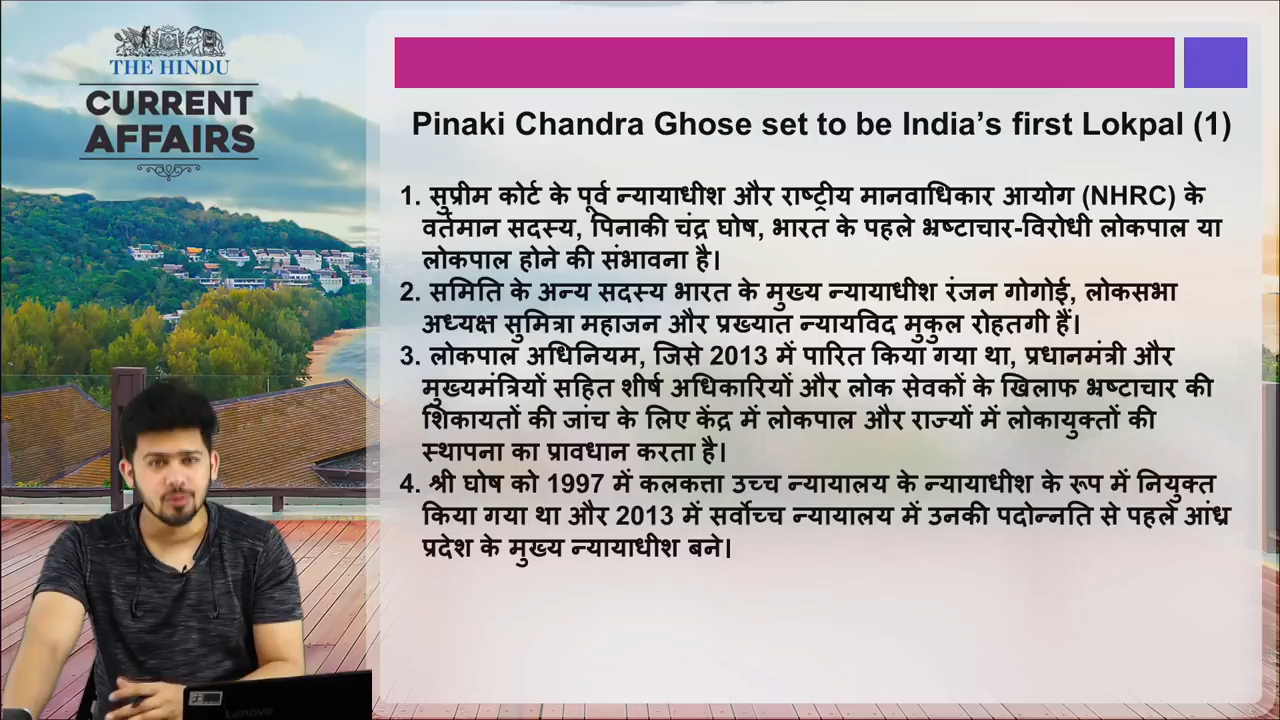 THE HINDU
CURRENT
AFFAIRS
Pinaki Chandra Ghose set to be India’s first Lokpal (1)
1. सुप्रीम कोर्ट के पूर्व न्यायाधीश और राष्ट्रीय मानवाधिकार आयोग (NHRC) के
वर्तमान सदस्य, पिनाकी चंद्र घोष, भारत के पहले भ्रष्टाचार-विरोधी लोकपाल या
लोकपाल होने की संभावना है।
2. समिति के अन्य सदस्य भारत के मुख्य न्यायाधीश रंजन गोगोई, लोकसभा
अध्यक्ष सुमित्रा महाजन और प्रख्यात न्यायविद मुकुल रोहतगी हैं।
3. लोकपाल अधिनियम, जिसे 2013 में पारित किया गया था, प्रधानमंत्री और
मुख्यमंत्रियों सहित शीर्ष अधिकारियों और लोक सेवकों के खिलाफ भ्रष्टाचार की
शिकायतों की जांच के लिए केंद्र में लोकपाल और राज्यों में लोकायुक्तों की
स्थापना का प्रावधान करता है।
4. श्री घोष को 1997 में कलकत्ता उच्च न्यायालय के न्यायाधीश के रूप में नियुक्त
किया गया था और 2013 में सर्वोच्च न्यायालय में उनकी पदोन्नति से पहले आंध्र
प्रदेश के मुख्य न्यायाधीश बने।
Lenovo